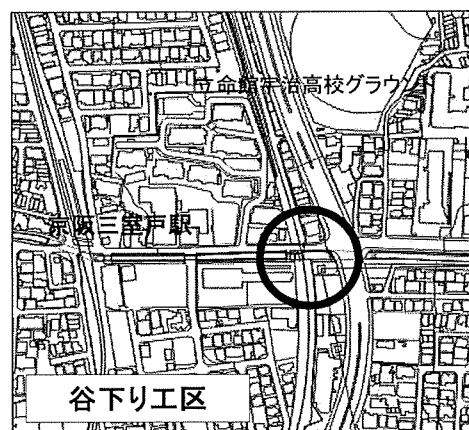 立命館宇治高校グラウンド
京阪三室戸駅
谷下り工区